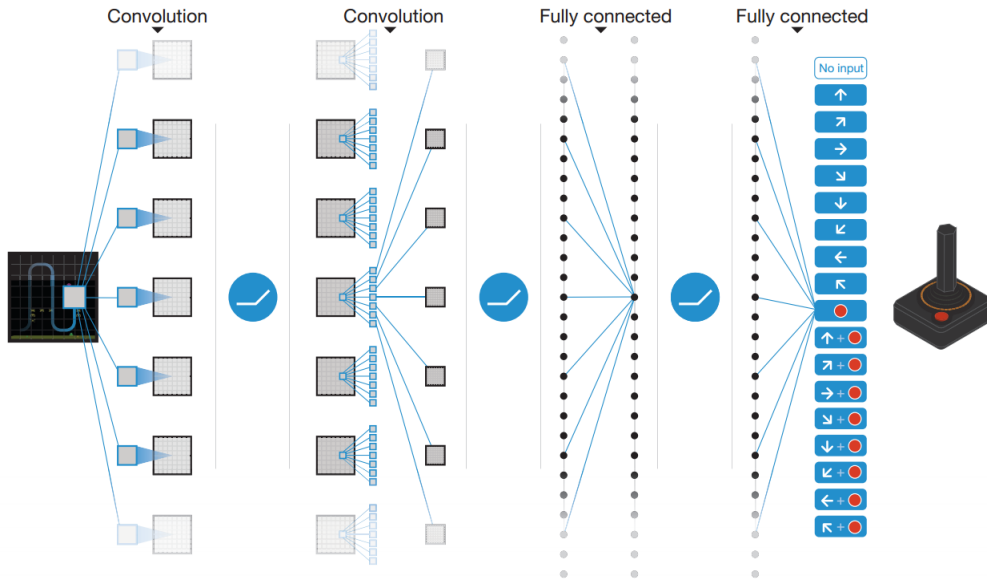 Convolution
Convolution
Fully connected
Fully connected
No input
+
+
+
+
+
+
+
+